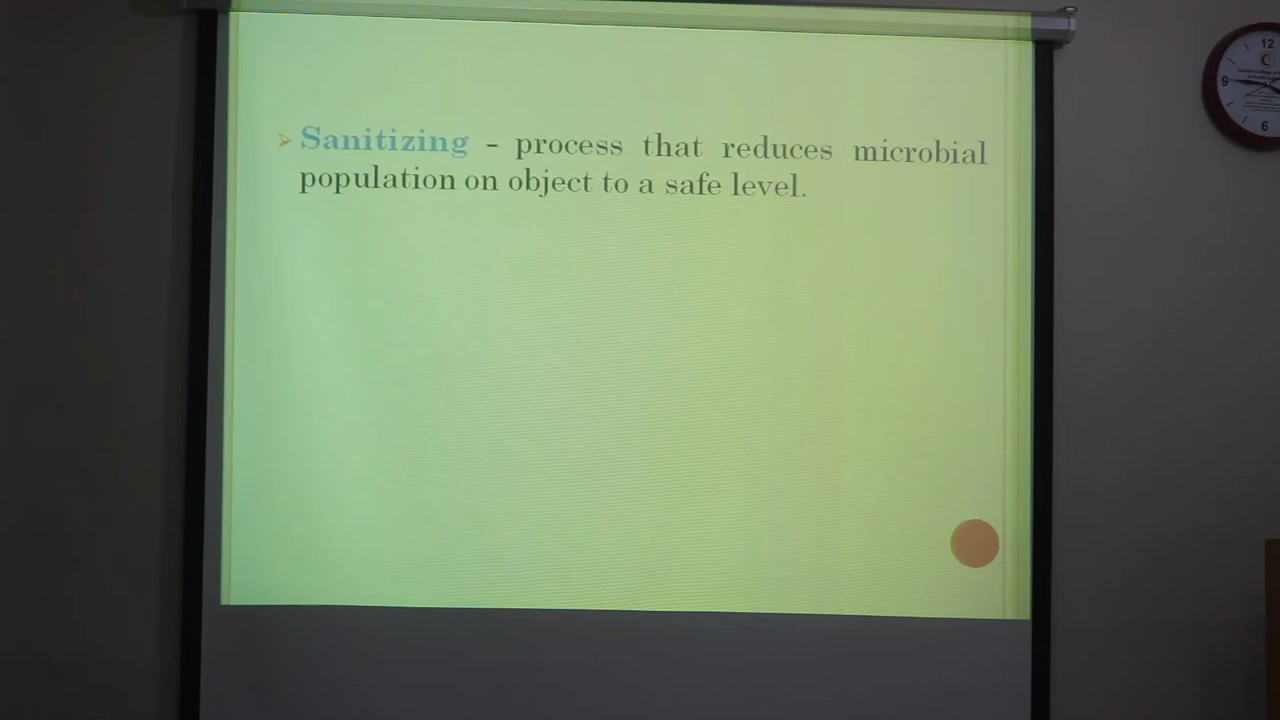 Sanitizing - process that reduces microbial
population on object to a safe level.
12
9
6